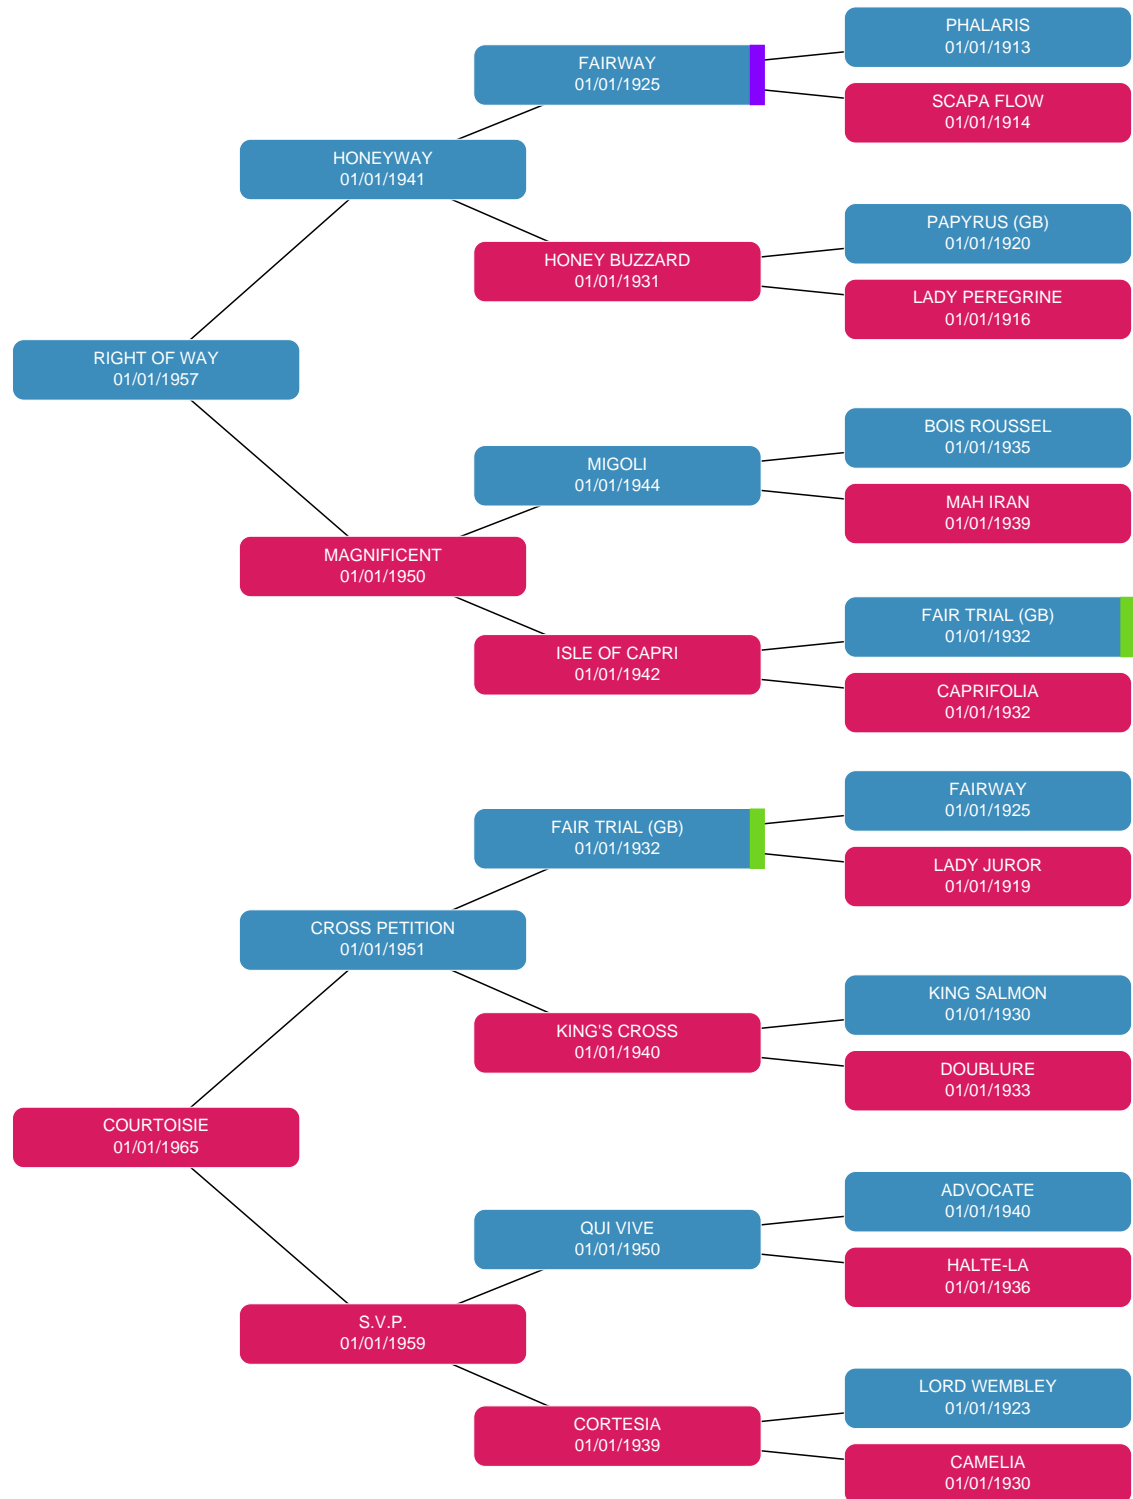 PHALARIS
01/01/1913
FAIRWAY
01/01/1925
SCAPA FLOW
01/01/1914
HONEYWAY
01/01/1941
PAPYRUS (GB)
01/01/1920
HONEY BUZZARD
01/01/1931
LADY PEREGRINE
01/01/1916
RIGHT OF WAY
01/01/1957
BOIS ROUSSEL
01/01/1935
MIGOLI
01/01/1944
MAH IRAN
01/01/1939
MAGNIFICENT
01/01/1950
FAIR TRIAL (GB)
01/01/1932
ISLE OF CAPRI
01/01/1942
CAPRIFOLIA
01/01/1932
FAIRWAY
01/01/1925
FAIR TRIAL (GB)
01/01/1932
LADY JUROR
01/01/1919
CROSS PETITION
01/01/1951
KING SALMON
01/01/1930
KING'S CROSS
01/01/1940
DOUBLURE
01/01/1933
COURTOISIE
01/01/1965
ADVOCATE
01/01/1940
QUI VIVE
01/01/1950
HALTE-LA
01/01/1936
S.V.P.
01/01/1959
LORD WEMBLEY
01/01/1923
CORTESIA
01/01/1939
CAMELIA
01/01/1930